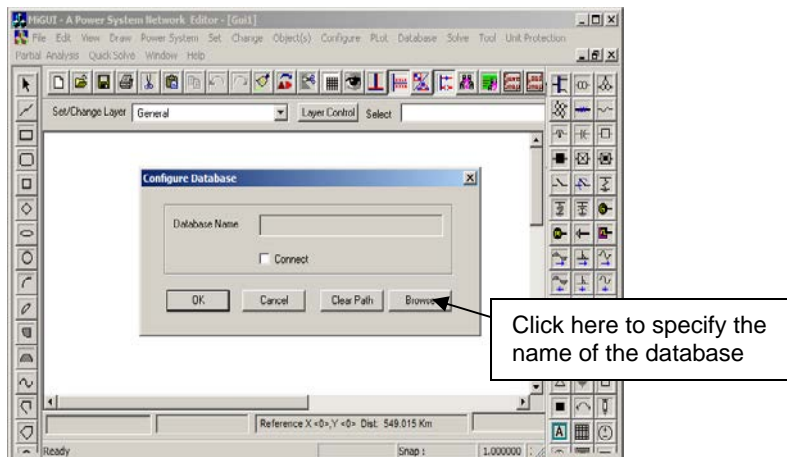 MiGUI - A Power System Network Editor - [Gui1]
File Edit View Draw Power System Set Change Object(s) Configure PLot Database Solve Tool Unit Protection
Partial Analysis QuickSolve Window Help
Set/Change Layer General Layer Control Select
Configure Database
Database Name
Connect
OK Cancel Clear Path Browse
Click here to specify the
name of the database
Reference X <0>,Y <0> Dist: 549.015 Km
A
Ready Snap : 1.000000 :